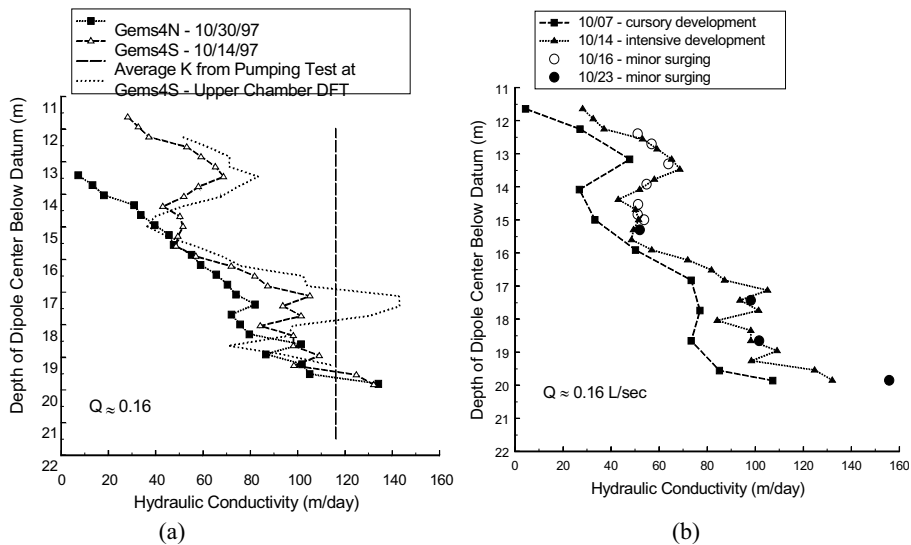 Gems4N - 10/30/97
Gems4S - 10/14/97
Average K from Pumping Test at
Gems4S - Upper Chamber DFT
Depth of Dipole Center Below Datum (m)
11
12
13
14
15
16
17
18
19
20
21
22
Q ≈ 0.16
0 20 40 60 80 100 120 140 160
Hydraulic Conductivity (m/day)
(a)
10/07 - cursory development
10/14 - intensive development
10/16 - minor surging
10/23 - minor surging
Depth of Dipole Center Below Datum (m)
11
12
13
14
15
16
17
18
19
20
21
22
Q ≈ 0.16 L/sec
0 20 40 60 80 100 120 140 160
Hydraulic Conductivity (m/day)
(b)